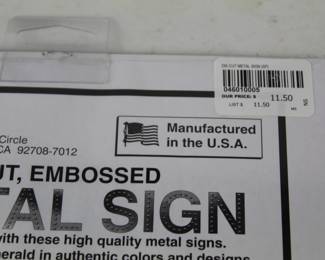 DIE CUT METAL SIGN (AP)
046010005
OUR PRICE: $ 11.50
LIST $ 11.50
Circle
CA 92708-7012
Manufactured
in the U.S.A.
UT, EMBOSSED
TAL SIGN
with these high quality metal signs.
merald in authentic colors and designs